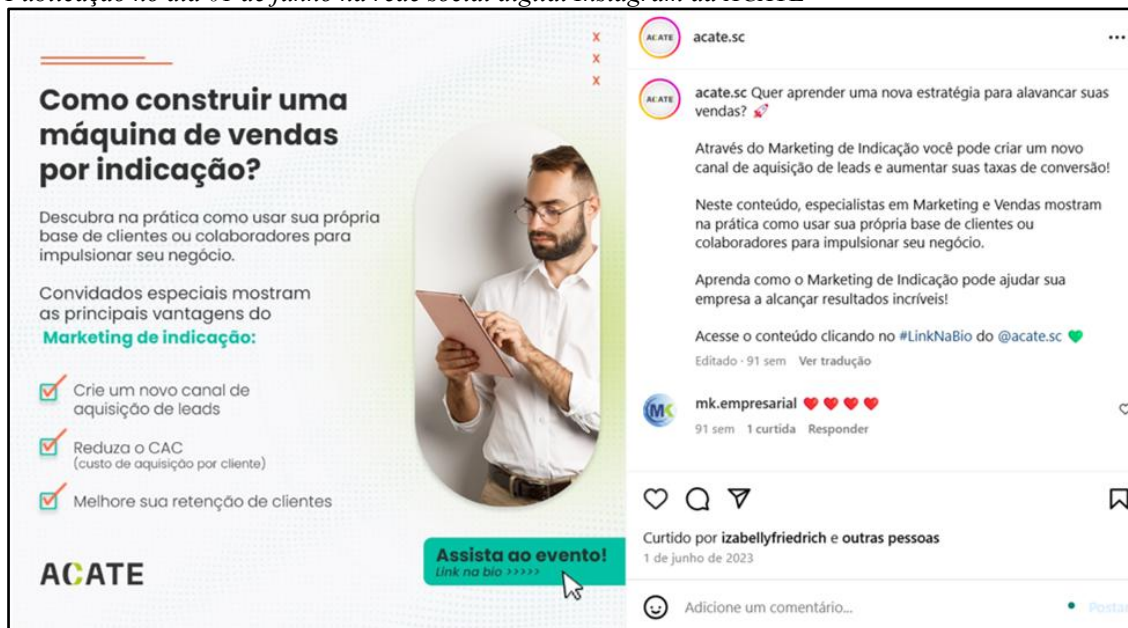 Publicação no dia 01 de junho na rede social digital Instagram da ACATE
x
x
x
Como construir uma
máquina de vendas
por indicação?
Descubra na prática como usar sua própria
base de clientes ou colaboradores para
impulsionar seu negócio.
Convidados especiais mostram
as principais vantagens do
Marketing de indicação:
Crie um novo canal de
aquisição de leads
Reduza o CAC
(custo de aquisição por cliente)
Melhore sua retenção de clientes
ACATE
Assista ao evento!
Link na bio >>>>>
ACATE
acate.sc
ACATE
acate.sc Quer aprender uma nova estratégia para alavancar suas
vendas? 🚀
Através do Marketing de Indicação você pode criar um novo
canal de aquisição de leads e aumentar suas taxas de conversão!
Neste conteúdo, especialistas em Marketing e Vendas mostram
na prática como usar sua própria base de clientes ou
colaboradores para impulsionar seu negócio.
Aprenda como o Marketing de Indicação pode ajudar sua
empresa a alcançar resultados incríveis!
Acesse o conteúdo clicando no #LinkNaBio do @acate.sc 💚
Editado · 91 sem Ver tradução
MK
mk.empresarial ❤️ ❤️ ❤️ ❤️
91 sem 1 curtida Responder
Curtido por izabellyfriedrich e outras pessoas
1 de junho de 2023
Adicione um comentário...
Postar